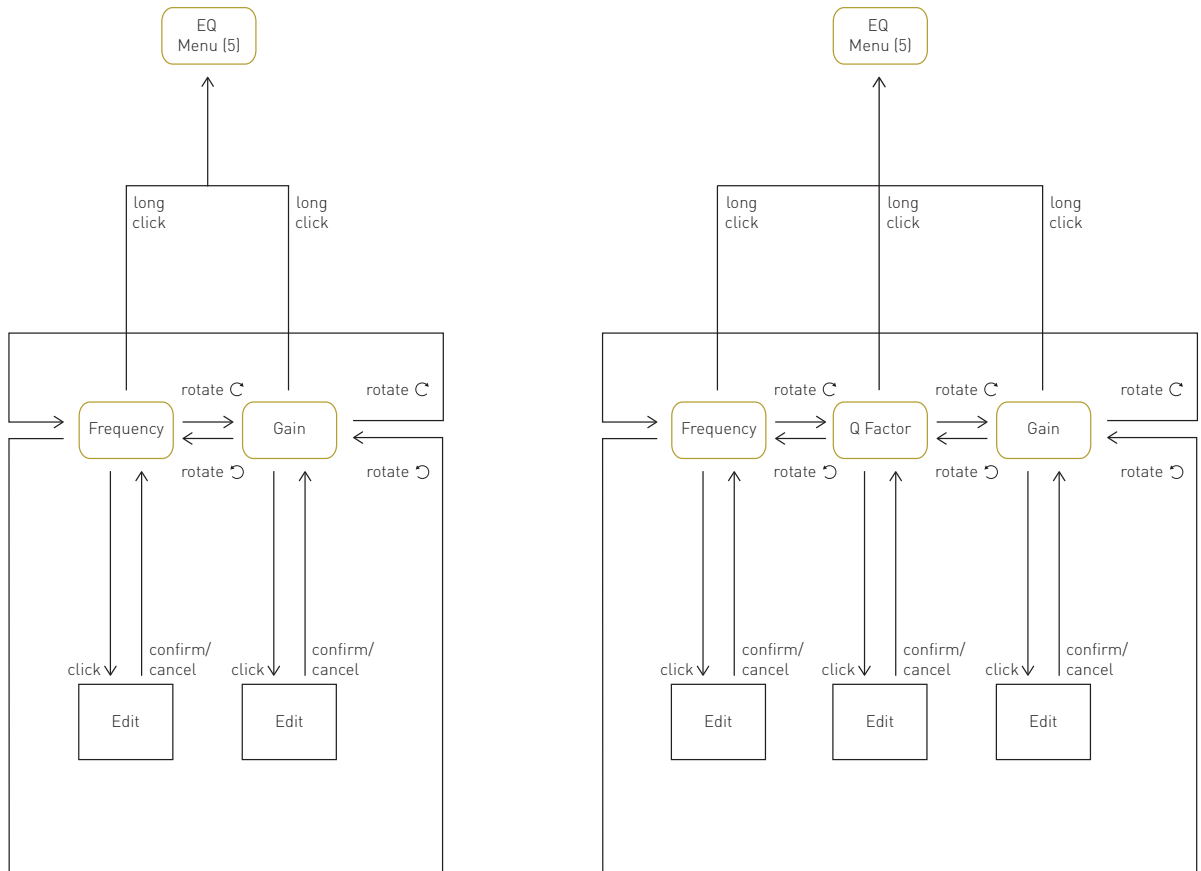 EQ
Menu (5)
long
click
long
click
rotate
rotate
Frequency
Gain
rotate
rotate
click
confirm/
cancel
click
confirm/
cancel
Edit
Edit
EQ
Menu (5)
long
click
long
click
long
click
rotate
rotate
rotate
Frequency
Q Factor
Gain
rotate
rotate
rotate
click
confirm/
cancel
click
confirm/
cancel
click
confirm/
cancel
Edit
Edit
Edit